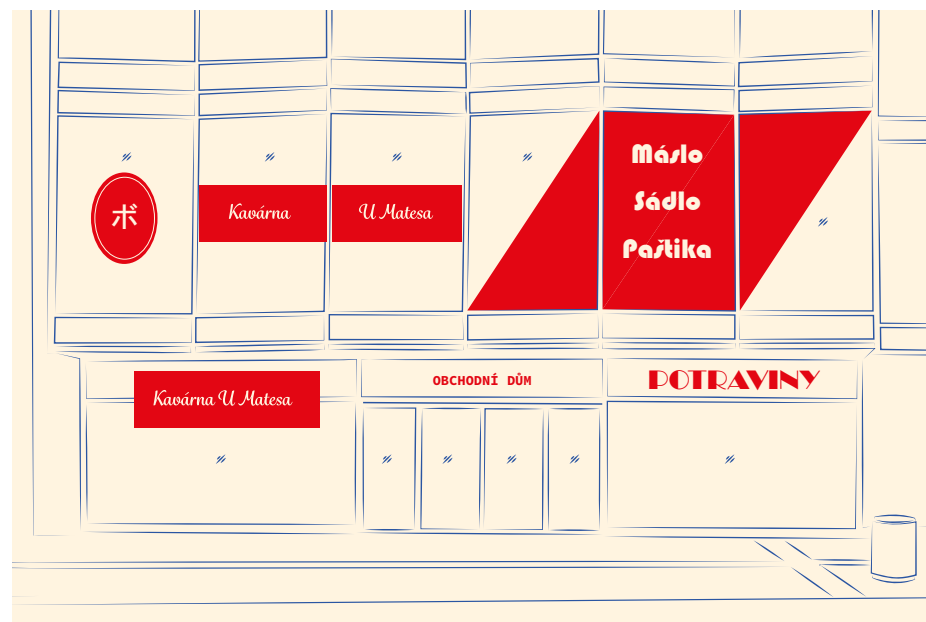 ボ
Kavárna
U Matesa
Máslo
Sádlo
Paštika
Kavárna U Matesa
OBCHODNÍ DŮM
POTRAVINY